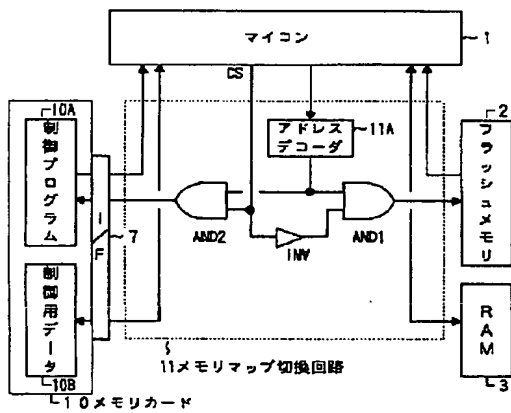 マイコン
1
CS
10A
制御プログラム
アドレス
デコーダ
11A
2
フラッシュメモリ
I/F
7
AND2
INV
AND1
制御用データ
10B
RAM
3
11メモリマップ切換回路
10メモリカード